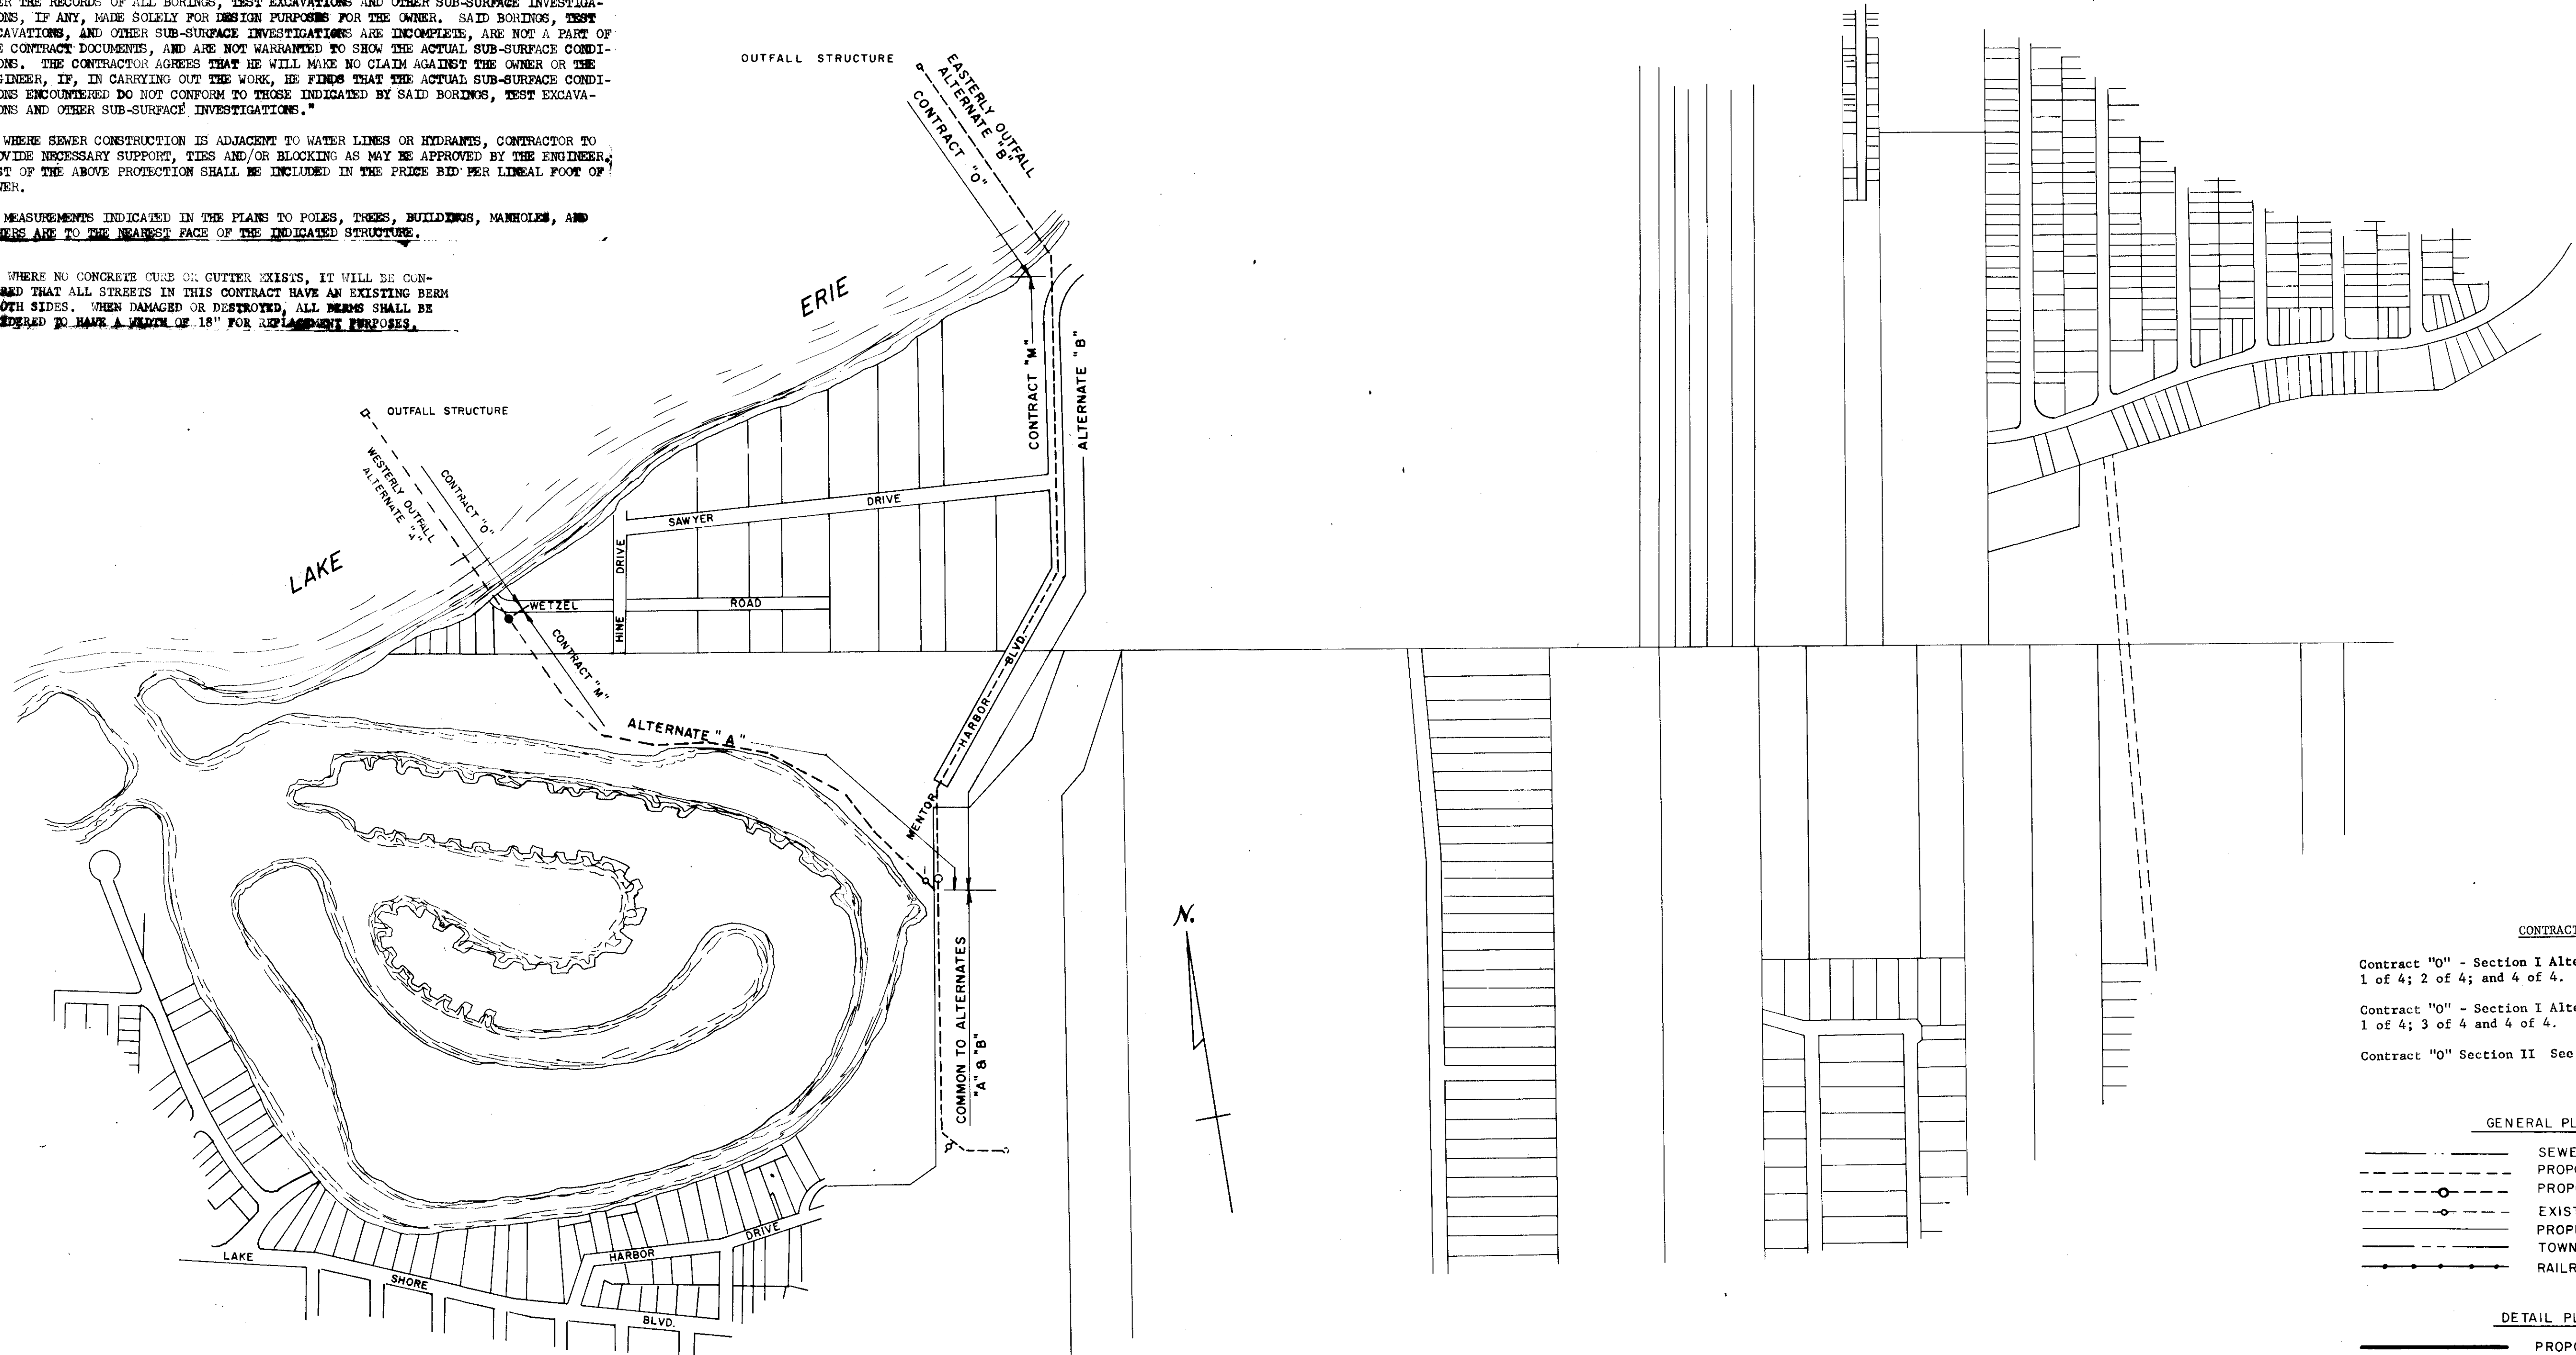 THE RECORDS OF ALL BORINGS, TEST EXCAVATIONS AND OTHER SUB-SURFACE INVESTIGA-
IF ANY, MADE SOLELY FOR DESIGN PURPOSES FOR THE OWNER. SAID BORINGS, TEST
CAVATIONS, AND OTHER SUB-SURFACE INVESTIGATIONS ARE INCOMPLETE, ARE NOT A PART OF
CONTRACT DOCUMENTS, AND ARE NOT WARRANTED TO SHOW THE ACTUAL SUB-SURFACE CONDI-
ONS. THE CONTRACTOR AGREES THAT HE WILL MAKE NO CLAIM AGAINST THE OWNER OR THE
GINEER, IF, IN CARRYING OUT THE WORK, HE FINDS THAT THE ACTUAL SUB-SURFACE CONDI-
ONS ENCOUNTERED DO NOT CONFORM TO THOSE INDICATED BY SAID BORINGS, TEST EXCAVA-
ONS AND OTHER SUB-SURFACE INVESTIGATIONS."
WHERE SEWER CONSTRUCTION IS ADJACENT TO WATER LINES OR HYDRANTS, CONTRACTOR TO
OVIDE NECESSARY SUPPORT, TIES AND/OR BLOCKING AS MAY BE APPROVED BY THE ENGINEER.
ST OF THE ABOVE PROTECTION SHALL BE INCLUDED IN THE PRICE BID PER LINEAL FOOT OF
WER.
MEASUREMENTS INDICATED IN THE PLANS TO POLES, TREES, BUILDINGS, MANHOLES, AND
HERS ARE TO THE NEAREST FACE OF THE INDICATED STRUCTURE.
WHERE NO CONCRETE CURB OR GUTTER EXISTS, IT WILL BE CON-
RED THAT ALL STREETS IN THIS CONTRACT HAVE AN EXISTING BERM
OTH SIDES. WHEN DAMAGED OR DESTROYED, ALL BERMS SHALL BE
IDERED TO HAVE A WIDTH OF 18" FOR REPLACEMENT PURPOSES.
OUTFALL STRUCTURE
EASTERLY OUTFALL
ALTERNATE "B"
CONTRACT "O"
ERIE
CONTRACT "M"
ALTERNATE "B"
OUTFALL STRUCTURE
WESTERLY OUTFALL
ALTERNATE "A"
CONTRACT "O"
SAWYER DRIVE
LAKE
HINE DRIVE
WETZEL ROAD
CONTRACT "M"
ALTERNATE "A"
MENTOR HARBOR BLVD.
N.
COMMON TO ALTERNATES
"A" & "B"
HARBOR DRIVE
LAKE SHORE BLVD.
CONTRACT
Contract "O" - Section I Alte
1 of 4; 2 of 4; and 4 of 4.
Contract "O" - Section I Alte
1 of 4; 3 of 4 and 4 of 4.
Contract "O" Section II See
GENERAL PL
SEWE
PROPO
PROP
EXIST
PROP
TOWN
RAILR
DETAIL PL
PROPO